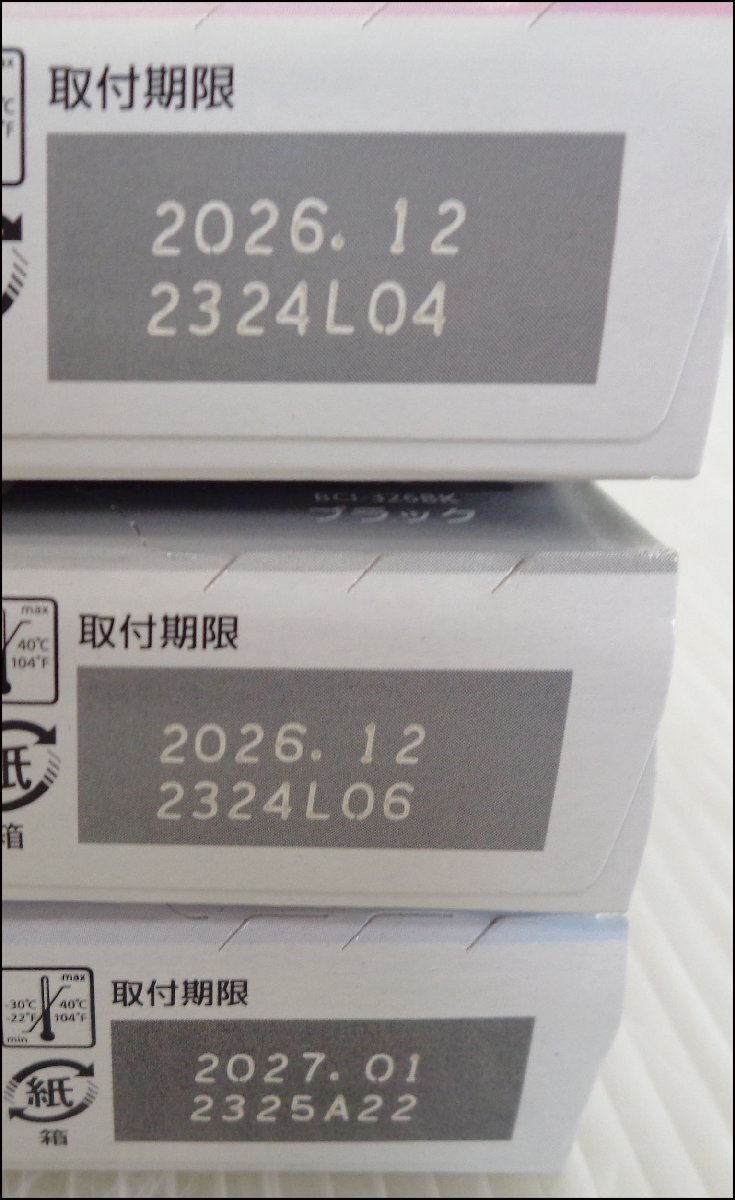 取付期限
2026.12
2324L04
BCI-326BK
ブラック
max
40℃
104°F
取付期限
2026.12
2324L06
紙
箱
max
-30℃ 40℃
-22°F 104°F
min
取付期限
2027.01
2325A22
紙
箱